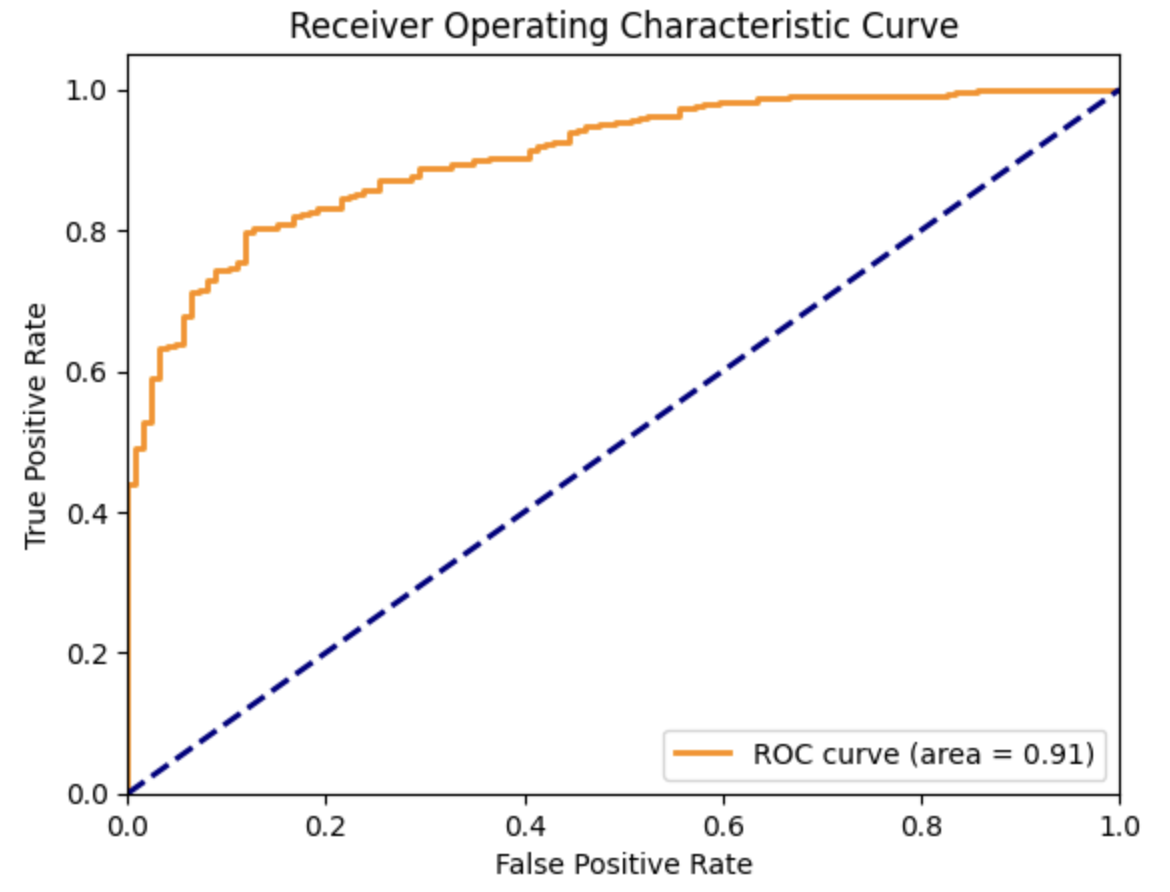 Receiver Operating Characteristic Curve
True Positive Rate
1.0
0.8
0.6
0.4
0.2
0.0
ROC curve (area = 0.91)
0.0 0.2 0.4 0.6 0.8 1.0
False Positive Rate